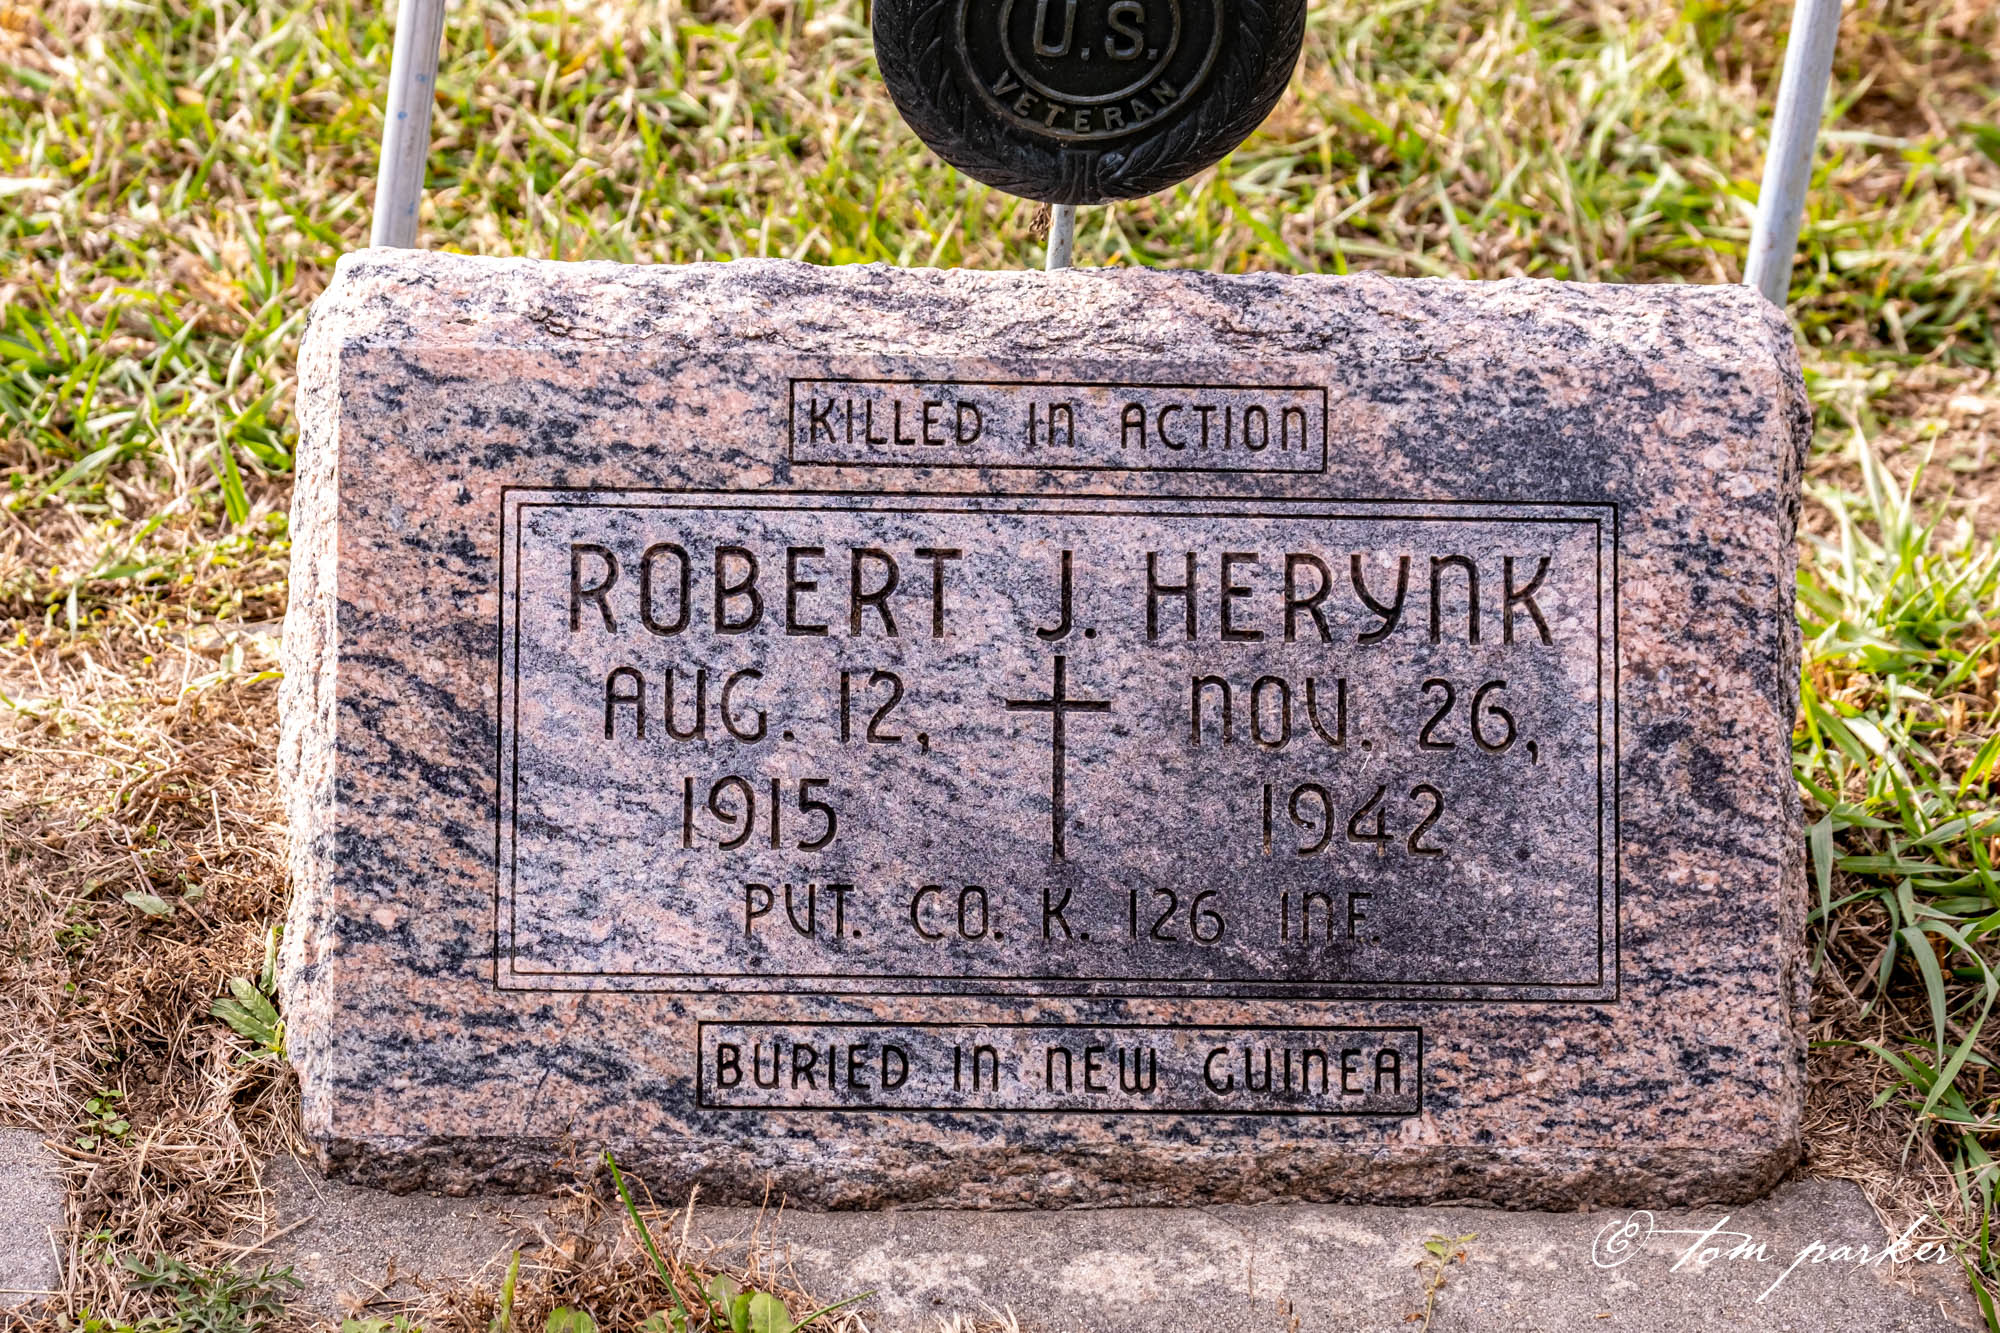 U.S.
VETERAN
KILLED IN ACTION
ROBERT J. HERYNK
AUG. 12, NOV. 26,
1915 1942
PVT. CO. K. 126 INF.
BURIED IN NEW GUINEA
© Tom Parker